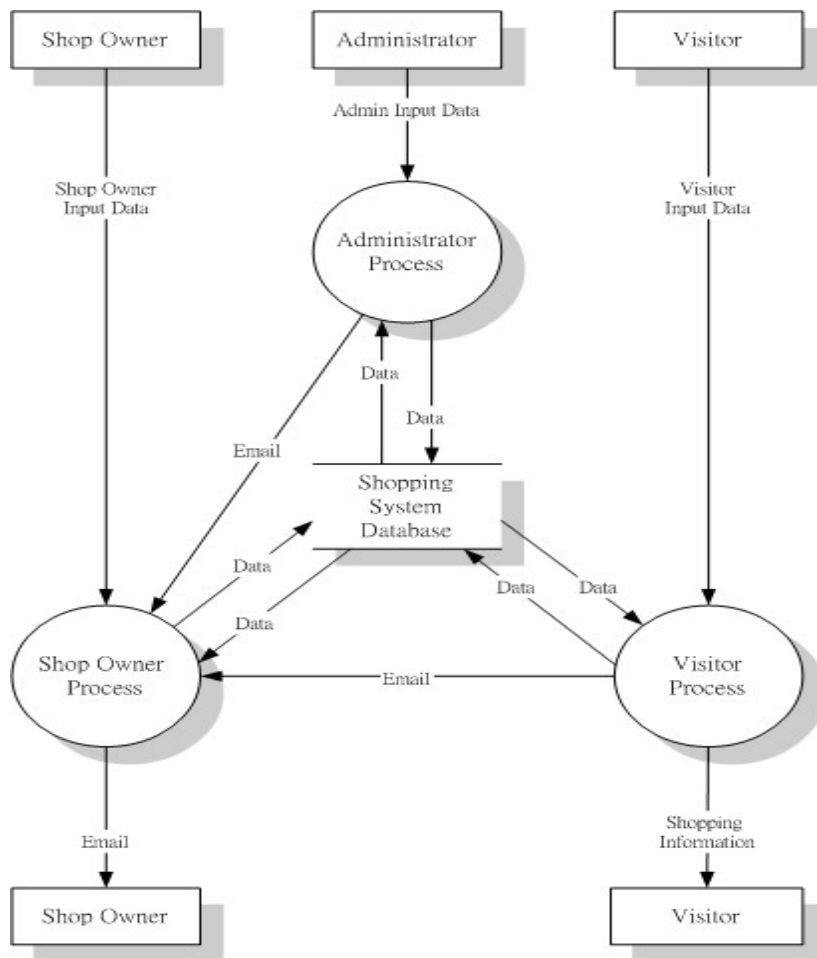 Shop Owner
Administrator
Visitor
Admin Input Data
Shop Owner
Input Data
Visitor
Input Data
Administrator
Process
Data
Data
Email
Shopping
System
Database
Data
Data
Data
Data
Shop Owner
Process
Email
Visitor
Process
Email
Shopping
Information
Shop Owner
Visitor